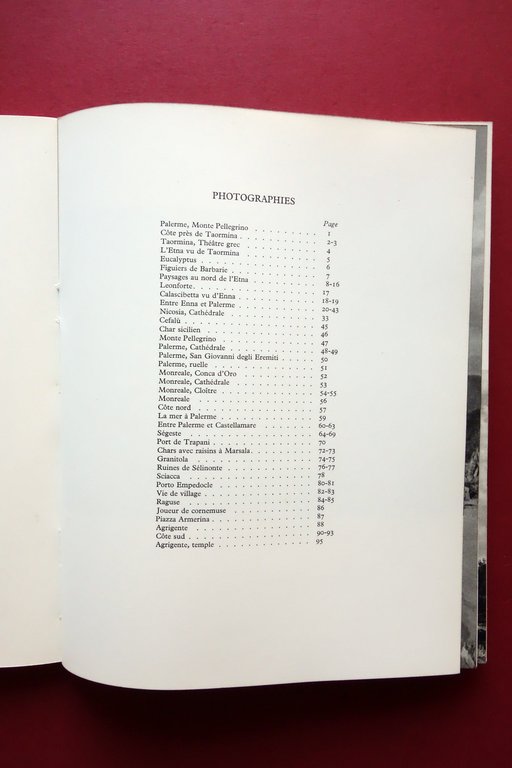 PHOTOGRAPHIES
Page
Palerme, Monte Pellegrino . . . . . . . . 1
Côte près de Taormina . . . . . . . . 2-3
Taormina, Théâtre grec . . . . . . . . 4
L'Etna vu de Taormina . . . . . . . . 5
Eucalyptus . . . . . . . . 6
Figuiers de Barbarie . . . . . . . . 7
Paysages au nord de l'Etna . . . . . . . . 8-16
Leonforte . . . . . . . . 17
Calascibetta vu d'Enna . . . . . . . . 18-19
Entre Enna et Palerme . . . . . . . . 20-43
Nicosia, Cathédrale . . . . . . . . 33
Cefalù . . . . . . . . 45
Char sicilien . . . . . . . . 46
Monte Pellegrino . . . . . . . . 47
Palerme, Cathédrale . . . . . . . . 48-49
Palerme, San Giovanni degli Eremiti . . . . . 50
Palerme, ruelle . . . . . . . . 51
Monreale, Conca d'Oro . . . . . . . . 52
Monreale, Cathédrale . . . . . . . . 53
Monreale, Cloître . . . . . . . . 54-55
Monreale . . . . . . . . 56
Côte nord . . . . . . . . 57
La mer à Palerme . . . . . . . . 59
Entre Palerme et Castellamare . . . . . . 60-63
Ségeste . . . . . . . . 64-69
Port de Trapani . . . . . . . . 70
Chars avec raisins à Marsala . . . . . . . 72-73
Granitola . . . . . . . . 74-75
Ruines de Sélinonte . . . . . . . . 76-77
Sciacca . . . . . . . . 78
Porto Empedocle . . . . . . . . 80-81
Vie de village . . . . . . . . 82-83
Raguse . . . . . . . . 84-85
Joueur de cornemuse . . . . . . . . 86
Piazza Armerina . . . . . . . . 87
Agrigente . . . . . . . . 88
Côte sud . . . . . . . . 90-93
Agrigente, temple . . . . . . . . 95